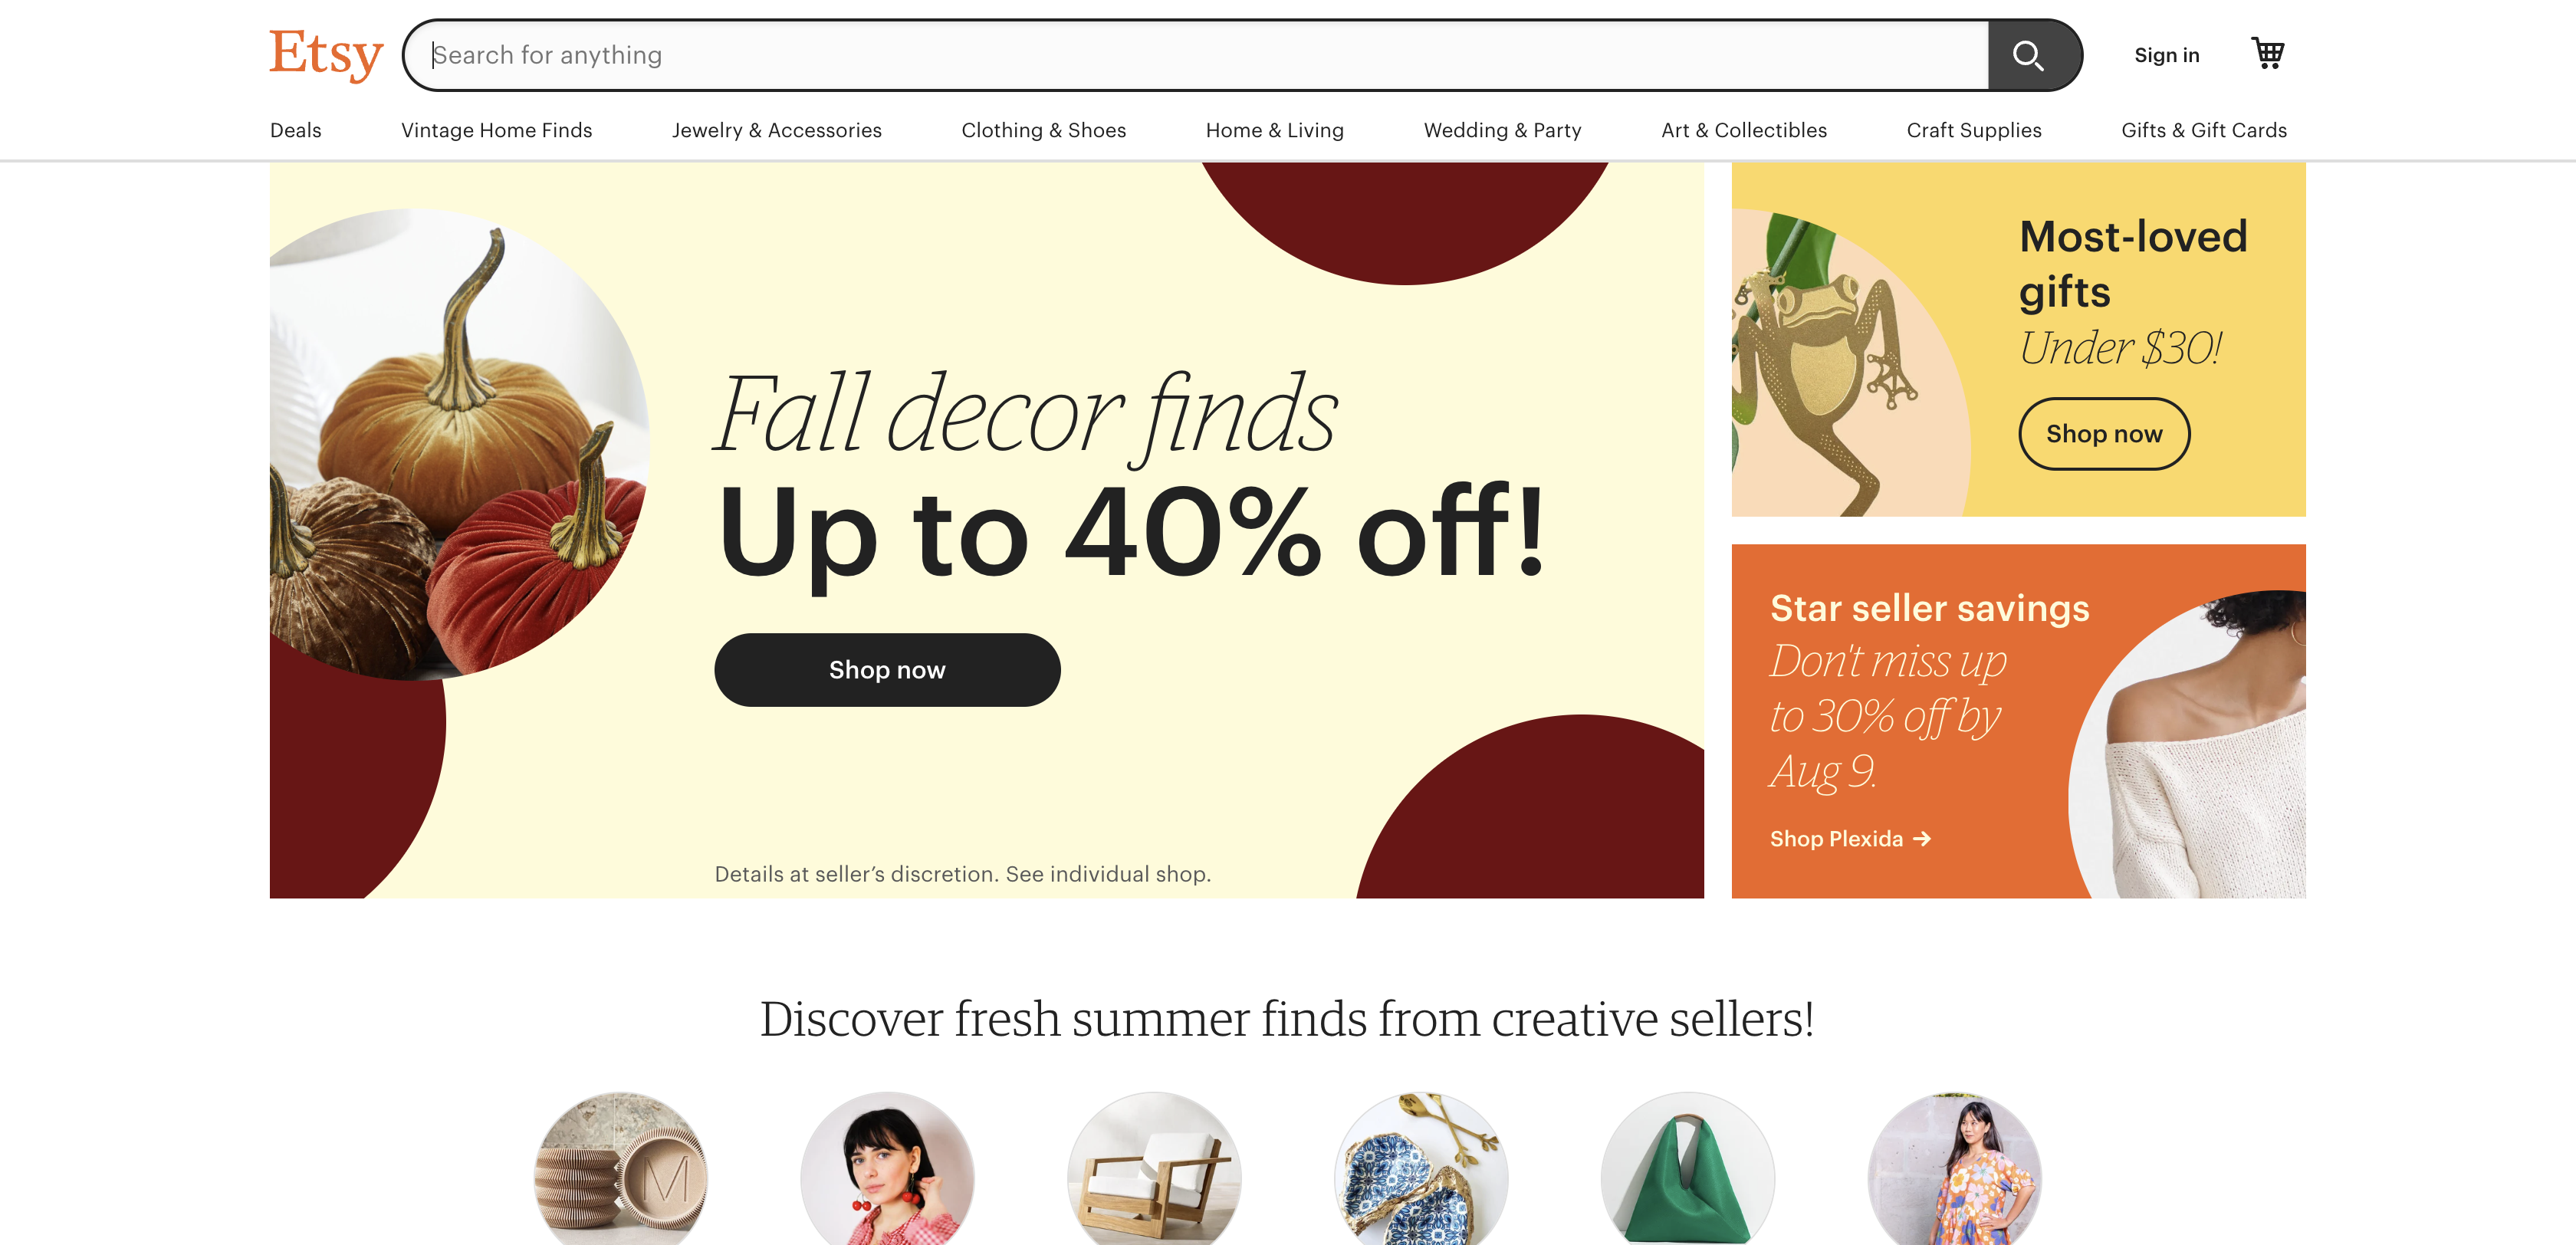 Etsy
Search for anything
Sign in
Deals
Vintage Home Finds
Jewelry & Accessories
Clothing & Shoes
Home & Living
Wedding & Party
Art & Collectibles
Craft Supplies
Gifts & Gift Cards
Fall decor finds
Up to 40% off!
Shop now
Details at seller’s discretion. See individual shop.
Most-loved
gifts
Under $30!
Shop now
Star seller savings
Don't miss up
to 30% off by
Aug 9.
Shop Plexida →
Discover fresh summer finds from creative sellers!
M